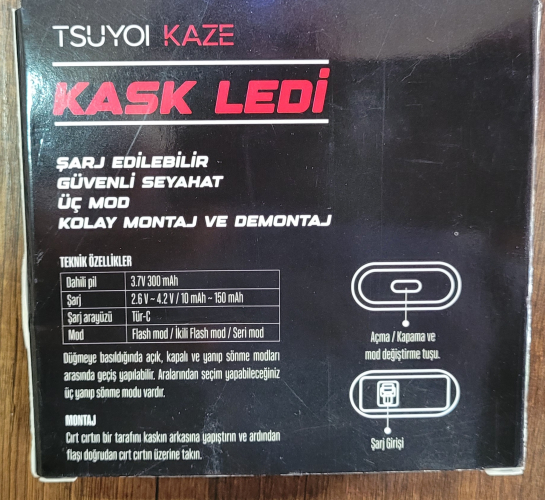 TSUYOI KAZE
KASK LEDİ
ŞARJ EDİLEBİLİR
GÜVENLİ SEYAHAT
ÜÇ MOD
KOLAY MONTAJ VE DEMONTAJ
TEKNİK ÖZELLİKLER
Dahili pil 3.7V 300 mAh
Şarj 2.6 V ~ 4.2 V / 10 mAh ~ 150 mAh
Şarj arayüzü Tür-C
Mod Flash mod / İkili Flash mod / Seri mod
Düğmeye basıldığında açık, kapalı ve yanıp sönme modları
arasında geçiş yapılabilir. Aralarından seçim yapabileceğiniz
üç yanıp sönme modu vardır.
MONTAJ
Cırt cırtın bir tarafını kaskın arkasına yapıştırın ve ardından
flaşı doğrudan cırt cırtın üzerine takın.
Açma / Kapama ve
mod değiştirme tuşu.
Şarj Girişi